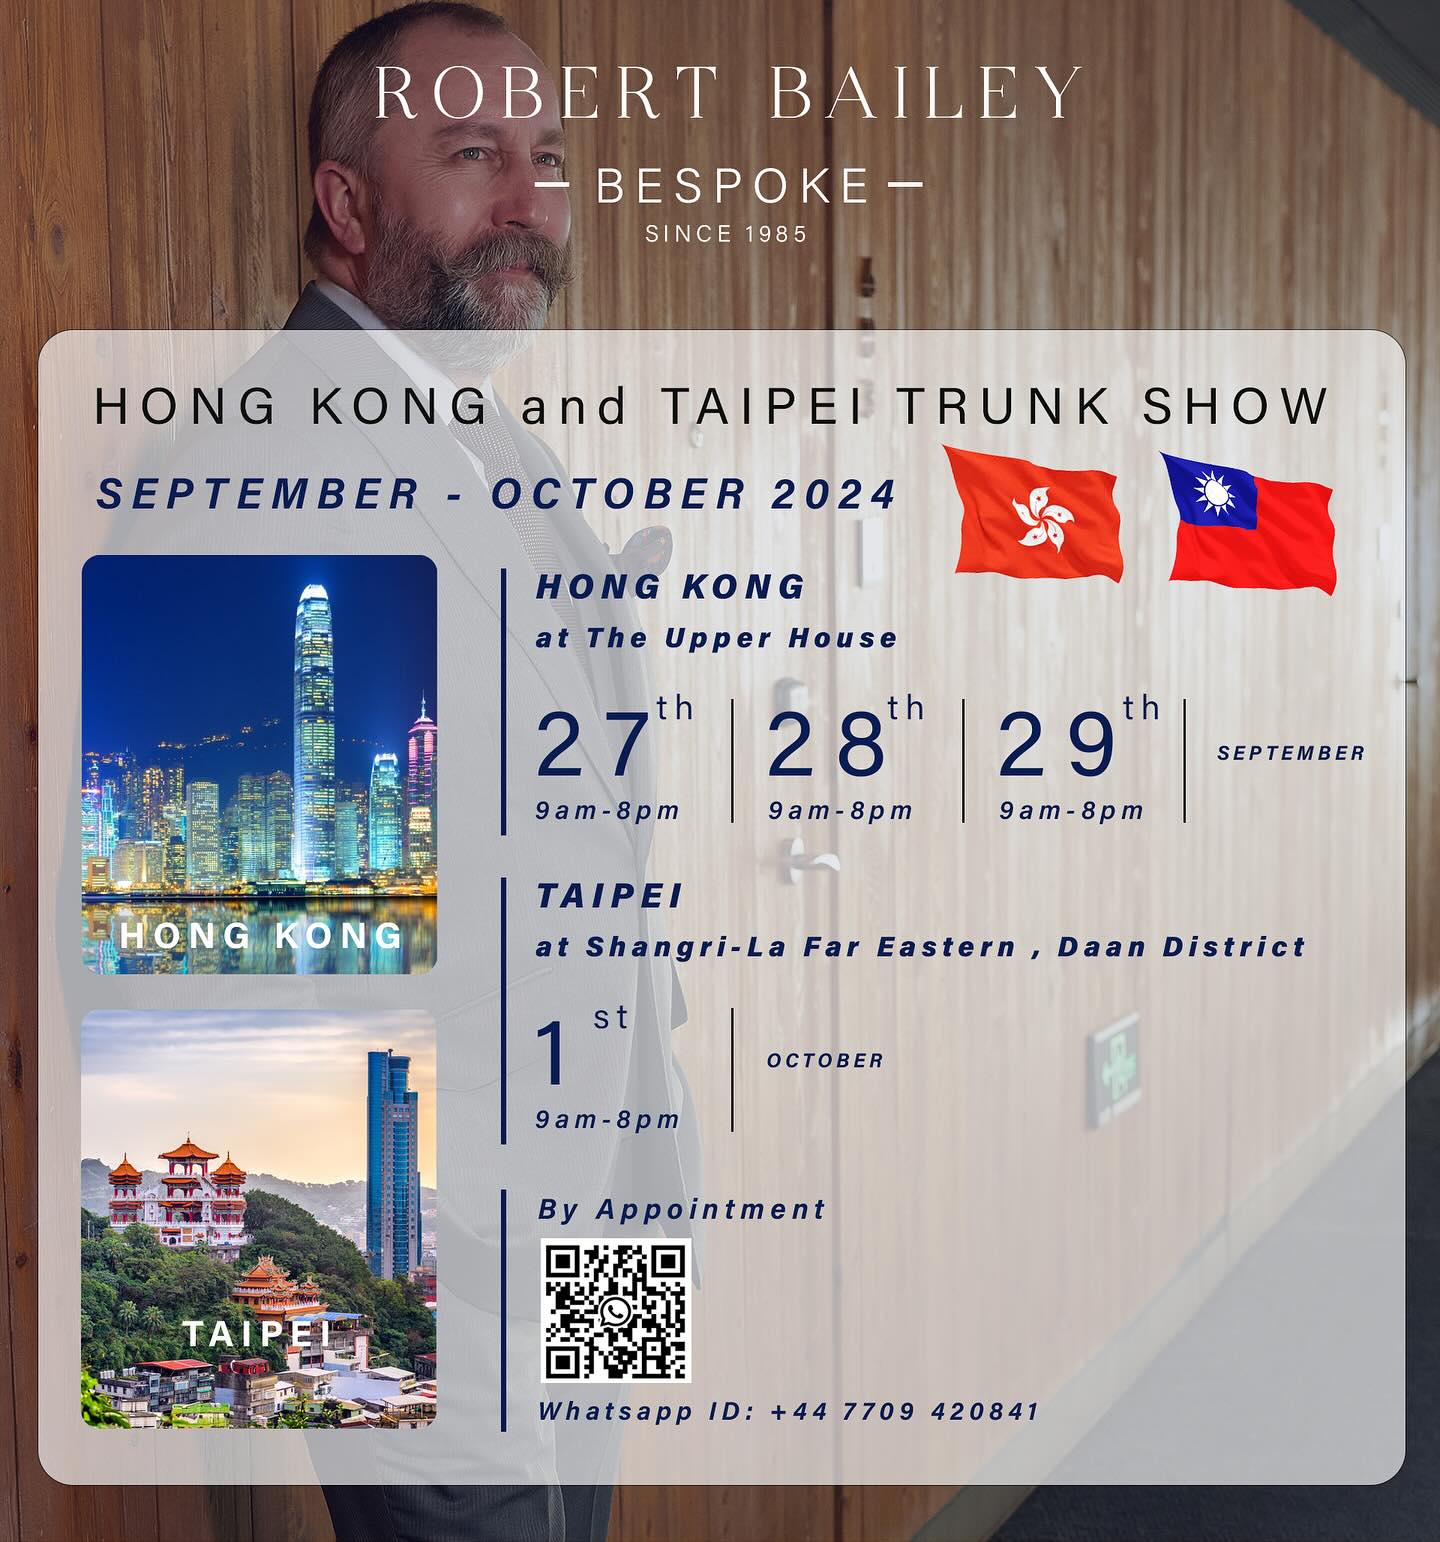 ROBERT BAILEY
— BESPOKE —
SINCE 1985
HONG KONG and TAIPEI TRUNK SHOW
SEPTEMBER - OCTOBER 2024
HONG KONG
at The Upper House
27th 28th 29th SEPTEMBER
9am-8pm 9am-8pm 9am-8pm
HONG KONG
TAIPEI
at Shangri-La Far Eastern , Daan District
1st OCTOBER
9am-8pm
TAIPEI
By Appointment
Whatsapp ID: +44 7709 420841